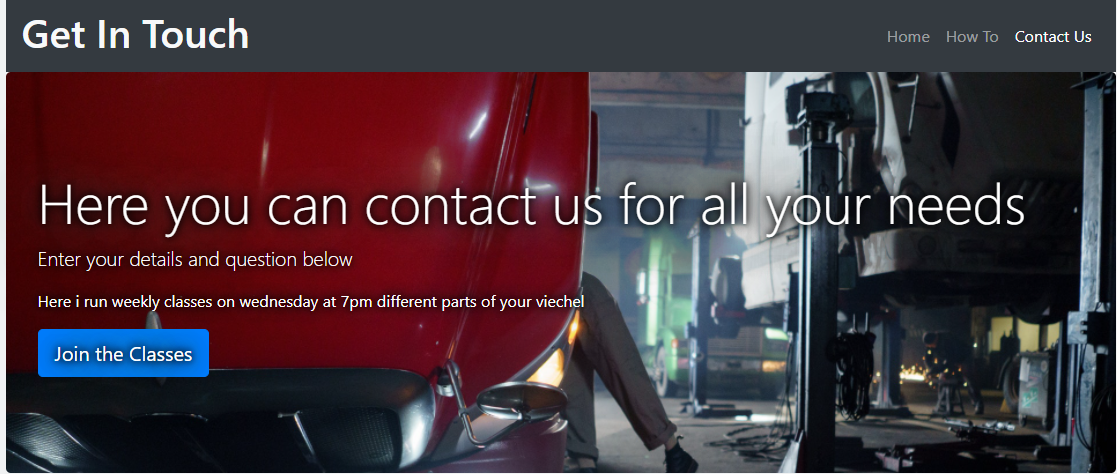 Get In Touch
Home How To Contact Us
Here you can contact us for all your needs
Enter your details and question below
Here i run weekly classes on wednesday at 7pm different parts of your viechel
Join the Classes